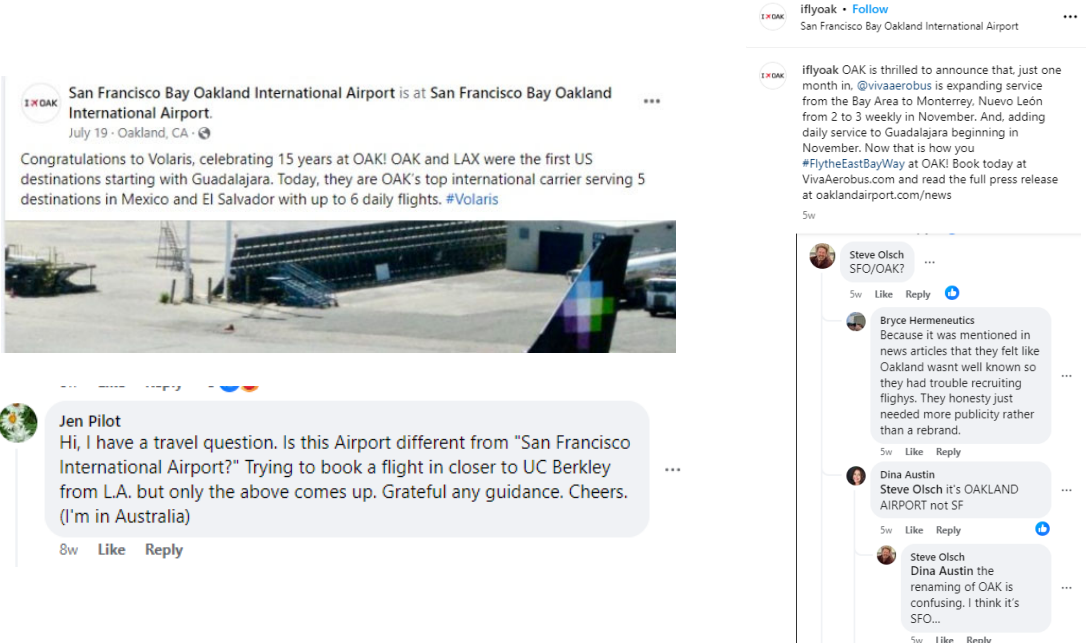 I OAK
San Francisco Bay Oakland International Airport is at San Francisco Bay Oakland
International Airport.
July 19 · Oakland, CA ·
Congratulations to Volaris, celebrating 15 years at OAK! OAK and LAX were the first US
destinations starting with Guadalajara. Today, they are OAK's top international carrier serving 5
destinations in Mexico and El Salvador with up to 6 daily flights. #Volaris
Jen Pilot
Hi, I have a travel question. Is this Airport different from "San Francisco
International Airport?" Trying to book a flight in closer to UC Berkley
from L.A. but only the above comes up. Grateful any guidance. Cheers.
(I'm in Australia)
8w Like Reply
I OAK
iflyoak • Follow
San Francisco Bay Oakland International Airport
I OAK
iflyoak OAK is thrilled to announce that, just one
month in, @vivaaerobus is expanding service
from the Bay Area to Monterrey, Nuevo León
from 2 to 3 weekly in November. And, adding
daily service to Guadalajara beginning in
November. Now that is how you
#FlytheEastBayWay at OAK! Book today at
VivaAerobus.com and read the full press release
at oaklandairport.com/news
5w
Steve Olsch
SFO/OAK?
5w Like Reply
Bryce Hermeneutics
Because it was mentioned in
news articles that they felt like
Oakland wasnt well known so
they had trouble recruiting
flighys. They honesty just
needed more publicity rather
than a rebrand.
5w Like Reply
Dina Austin
Steve Olsch it's OAKLAND
AIRPORT not SF
5w Like Reply
Steve Olsch
Dina Austin the
renaming of OAK is
confusing. I think it's
SFO...
5w Like Reply